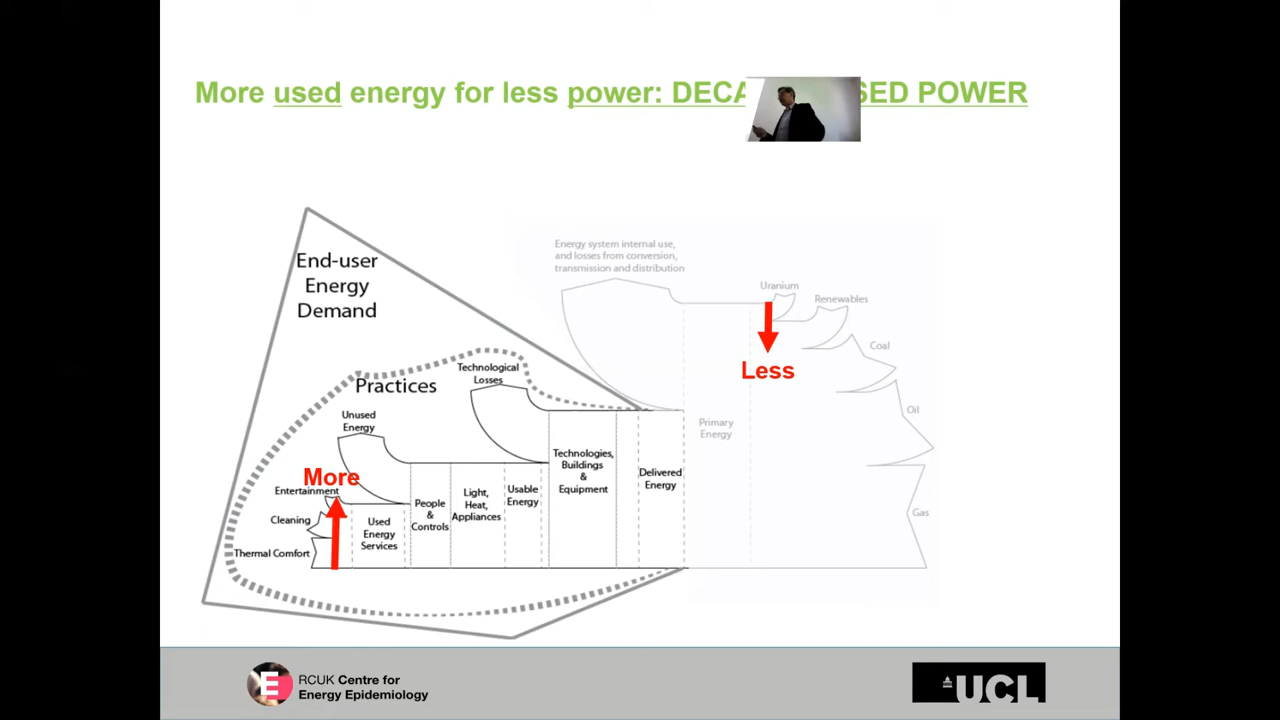 More used energy for less power: DECA SED POWER
Energy system internal use,
and losses from conversion,
transmission and distribution
Uranium
Renewables
Coal
Oil
Gas
Less
Primary
Energy
End-user
Energy
Demand
Practices
Technological
Losses
Unused
Energy
More
Entertainment
Cleaning
Thermal Comfort
Used
Energy
Services
People
&
Controls
Light,
Heat,
Appliances
Usable
Energy
Technologies,
Buildings
&
Equipment
Delivered
Energy
E
RCUK Centre for
Energy Epidemiology
UCL